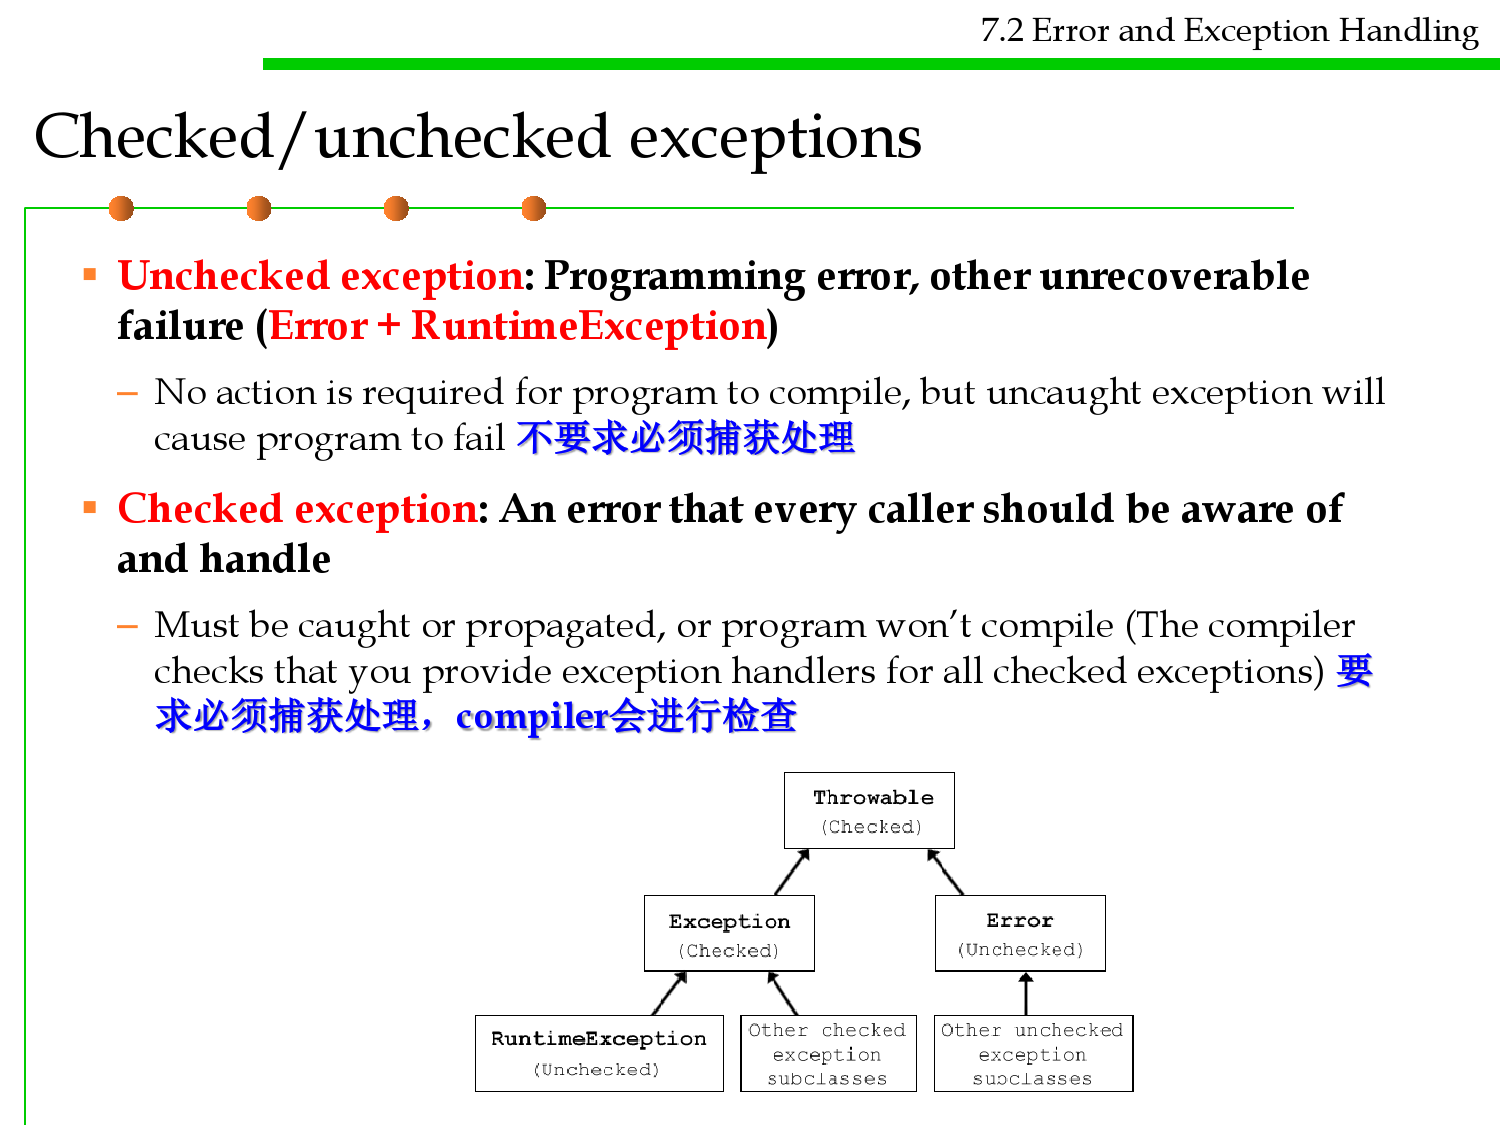 7.2 Error and Exception Handling
Checked/unchecked exceptions
▪ Unchecked exception: Programming error, other unrecoverable
failure (Error + RuntimeException)
– No action is required for program to compile, but uncaught exception will
cause program to fail 不要求必须捕获处理
▪ Checked exception: An error that every caller should be aware of
and handle
– Must be caught or propagated, or program won’t compile (The compiler
checks that you provide exception handlers for all checked exceptions) 要
求必须捕获处理，compiler会进行检查
Throwable
(Checked)
Exception
(Checked)
Error
(Unchecked)
RuntimeException
(Unchecked)
Other checked
exception
subclasses
Other unchecked
exception
subclasses